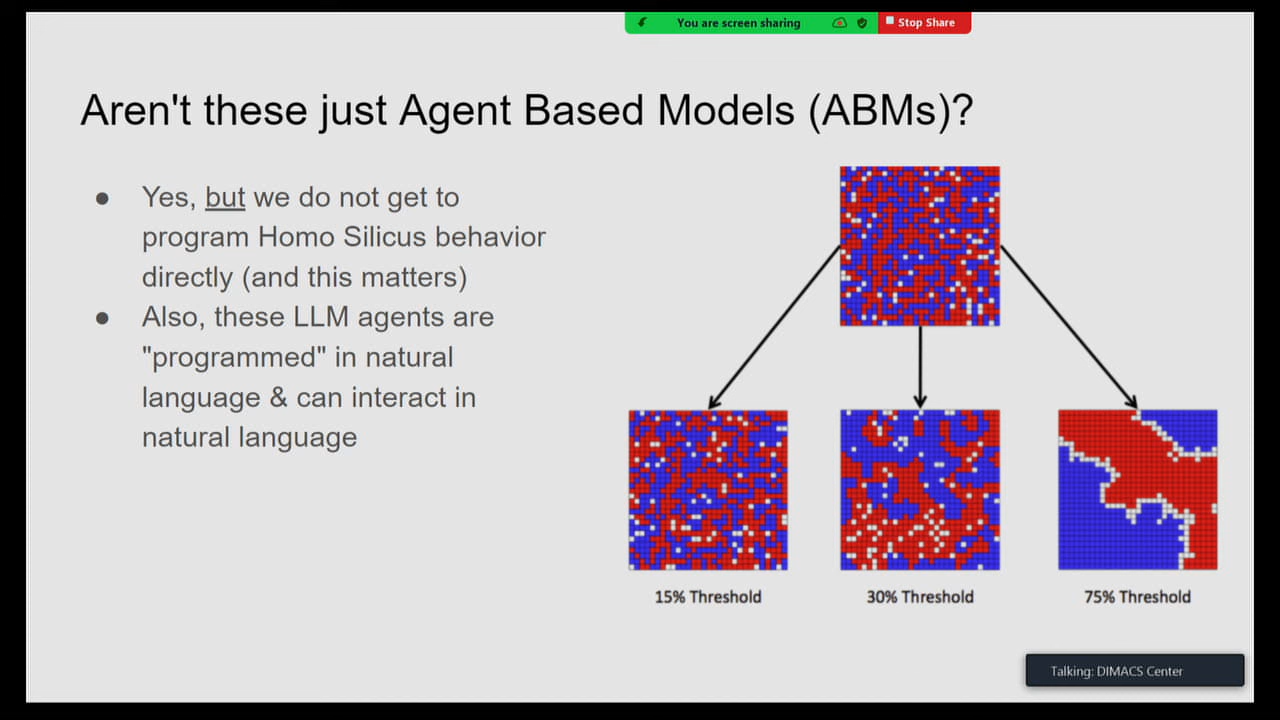 You are screen sharing
Stop Share
Aren't these just Agent Based Models (ABMs)?
● Yes, but we do not get to
program Homo Silicus behavior
directly (and this matters)
● Also, these LLM agents are
"programmed" in natural
language & can interact in
natural language
15% Threshold
30% Threshold
75% Threshold
Talking: DIMACS Center